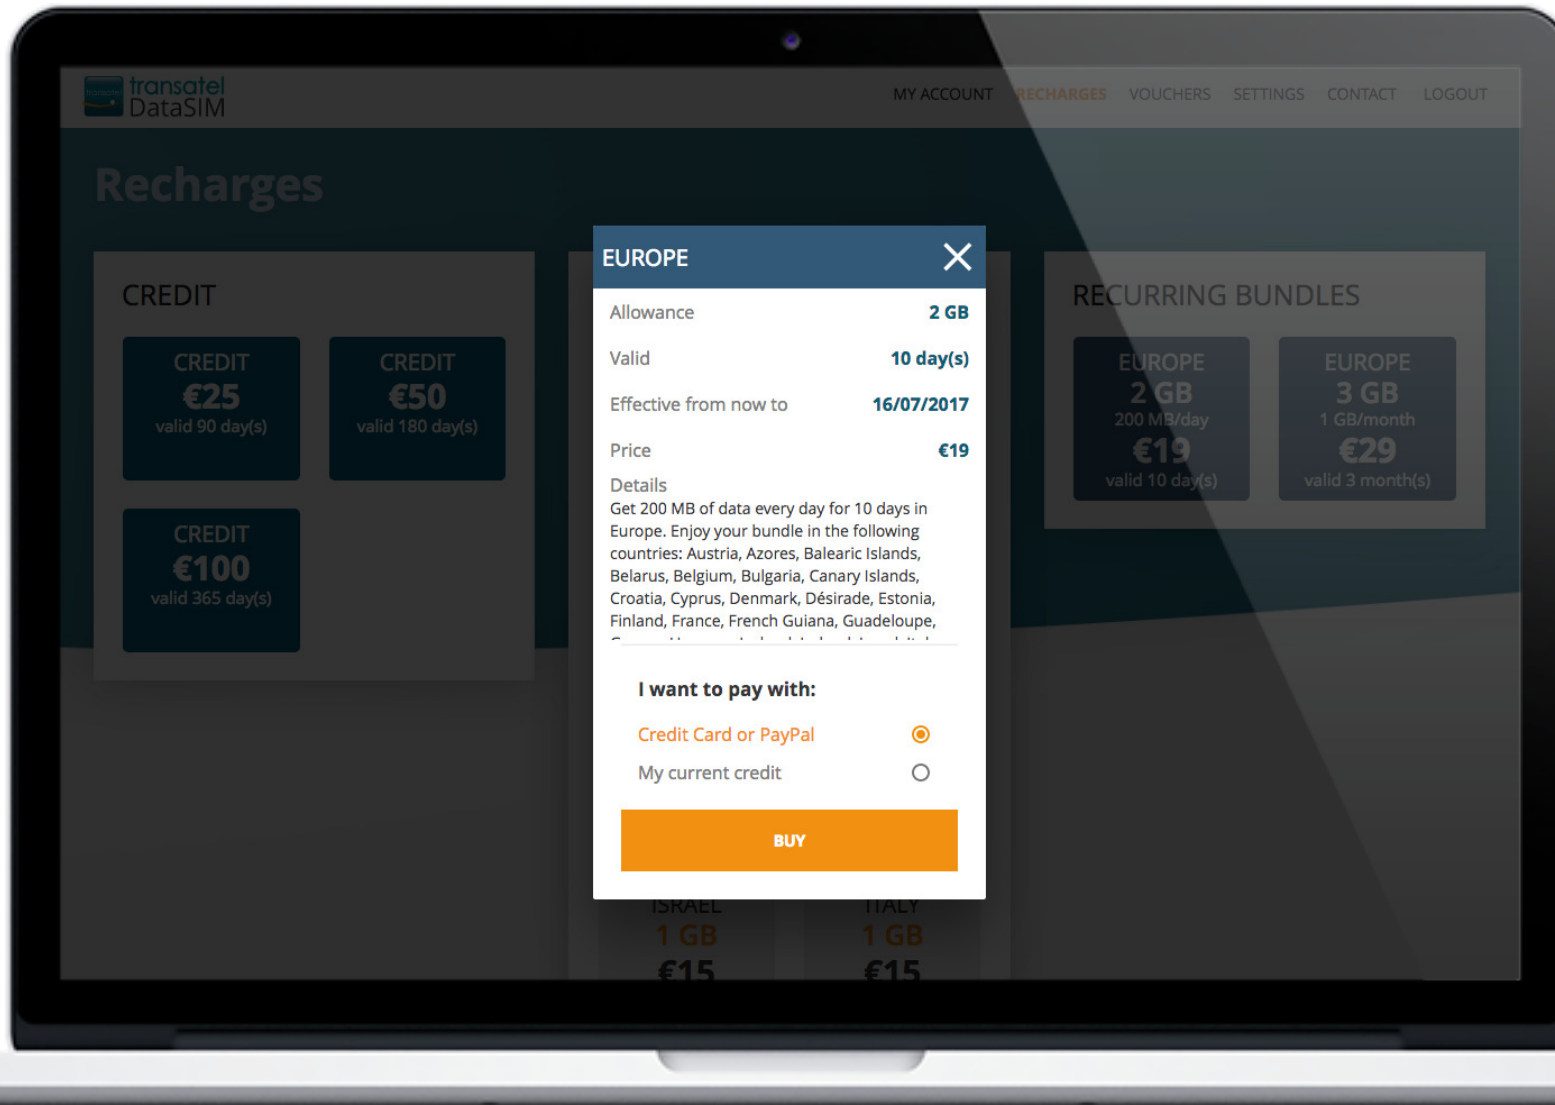 transatel
DataSIM
MY ACCOUNT
RECHARGES
VOUCHERS
SETTINGS
CONTACT
LOGOUT
Recharges
CREDIT
CREDIT
€25
valid 90 day(s)
CREDIT
€50
valid 180 day(s)
CREDIT
€100
valid 365 day(s)
EUROPE
Allowance 2 GB
Valid 10 day(s)
Effective from now to 16/07/2017
Price €19
Details
Get 200 MB of data every day for 10 days in
Europe. Enjoy your bundle in the following
countries: Austria, Azores, Balearic Islands,
Belarus, Belgium, Bulgaria, Canary Islands,
Croatia, Cyprus, Denmark, Désirade, Estonia,
Finland, France, French Guiana, Guadeloupe,
I want to pay with:
Credit Card or PayPal
My current credit
BUY
ISRAEL
1 GB
€15
ITALY
1 GB
€15
RECURRING BUNDLES
EUROPE
2 GB
200 MB/day
€19
valid 10 day(s)
EUROPE
3 GB
1 GB/month
€29
valid 3 month(s)